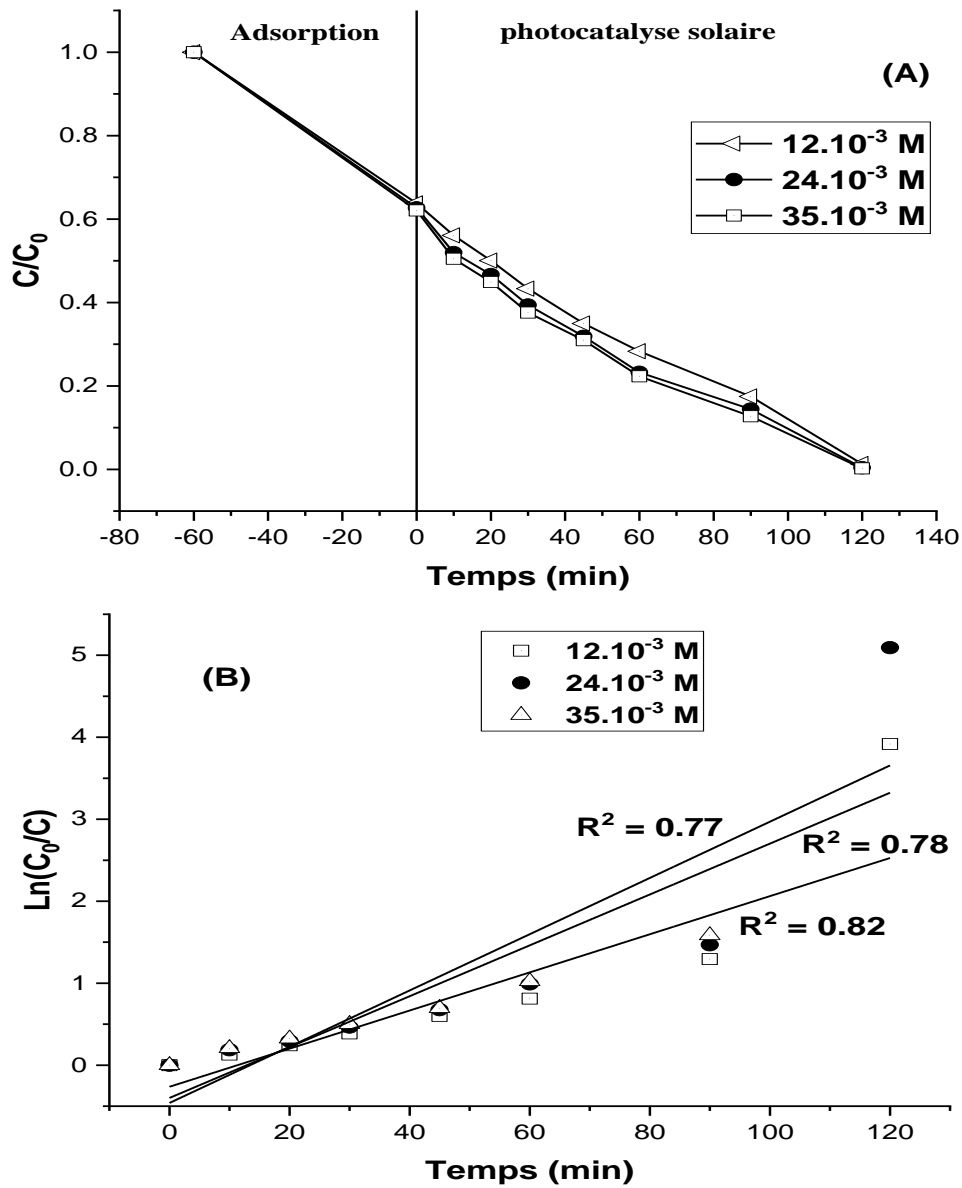 Adsorption photocatalyse solaire
1.0
(A)
12.10⁻³ M
24.10⁻³ M
35.10⁻³ M
0.8
0.6
0.4
0.2
0.0
C/C₀
-80 -60 -40 -20 0 20 40 60 80 100 120 140
Temps (min)
12.10⁻³ M
24.10⁻³ M
35.10⁻³ M
(B)
5
4
3
2
1
0
Ln(C₀/C)
R² = 0.77
R² = 0.78
R² = 0.82
0 20 40 60 80 100 120
Temps (min)